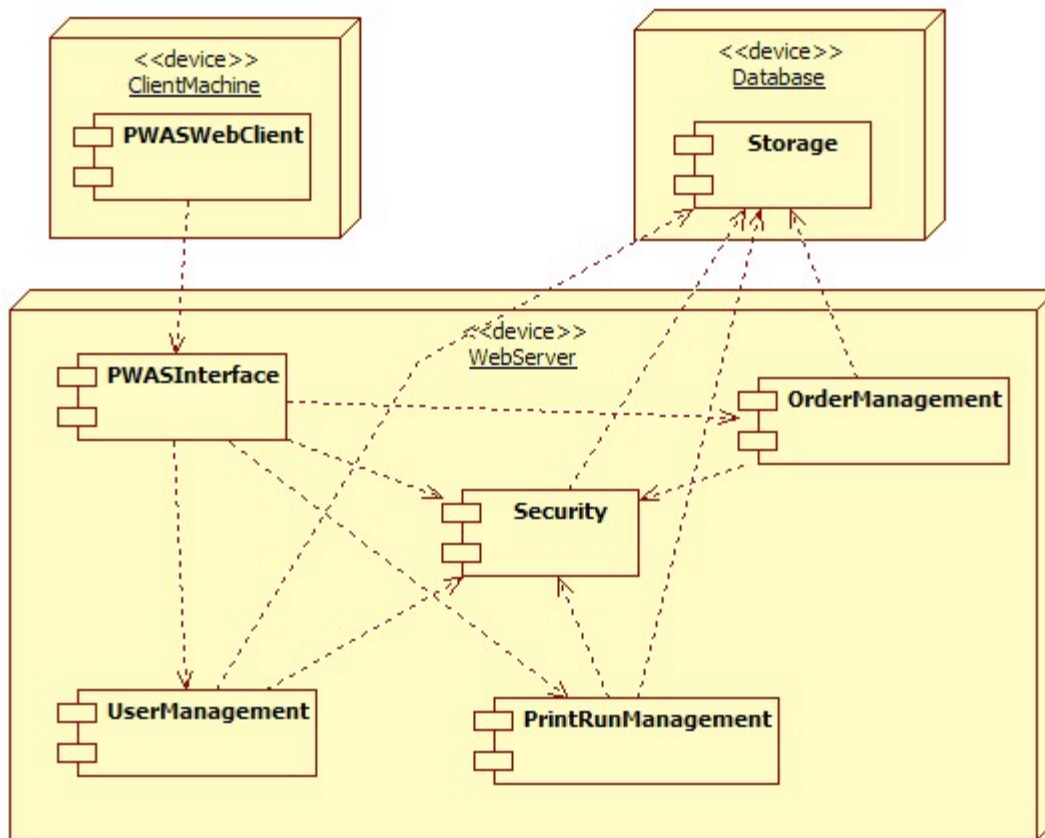 <<device>>
ClientMachine
PWASWebClient
<<device>>
Database
Storage
<<device>>
WebServer
PWASInterface
OrderManagement
Security
UserManagement
PrintRunManagement